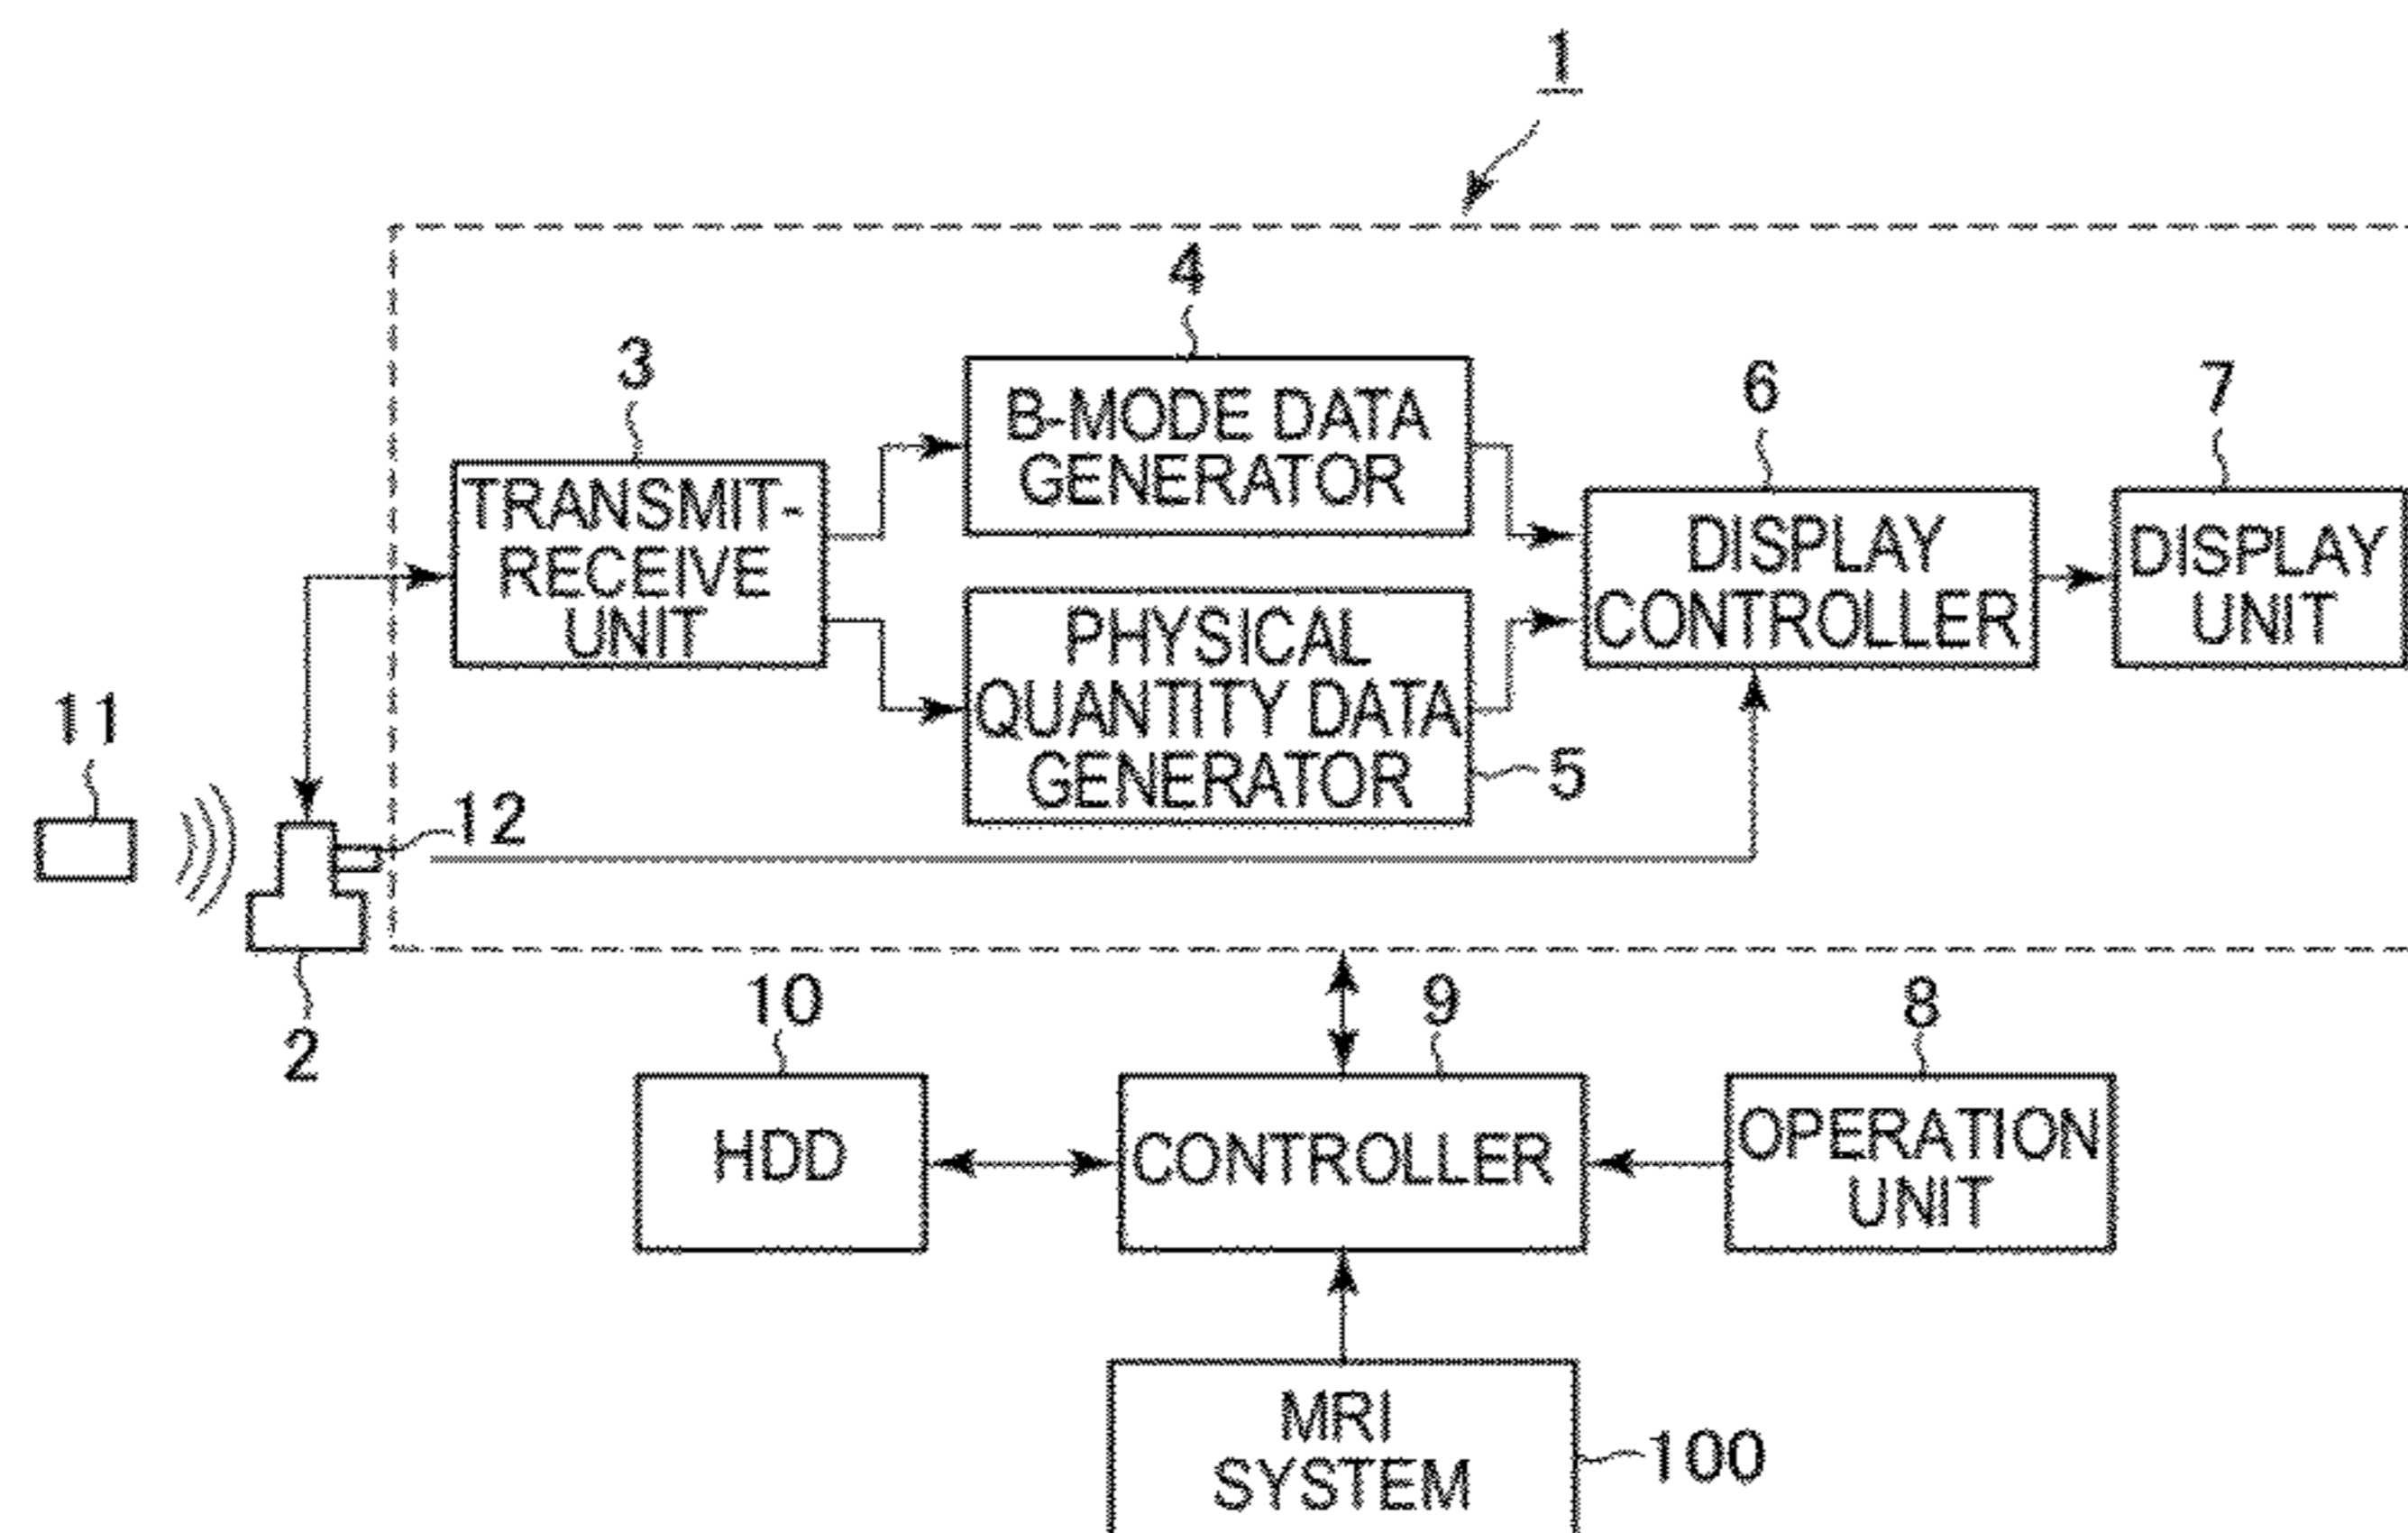 1
4
3
B-MODE DATA
GENERATOR
6
7
TRANSMIT-
RECEIVE
UNIT
DISPLAY
CONTROLLER
DISPLAY
UNIT
PHYSICAL
QUANTITY DATA
GENERATOR
5
11
12
2
10
9
8
HDD
CONTROLLER
OPERATION
UNIT
MRI
SYSTEM
100